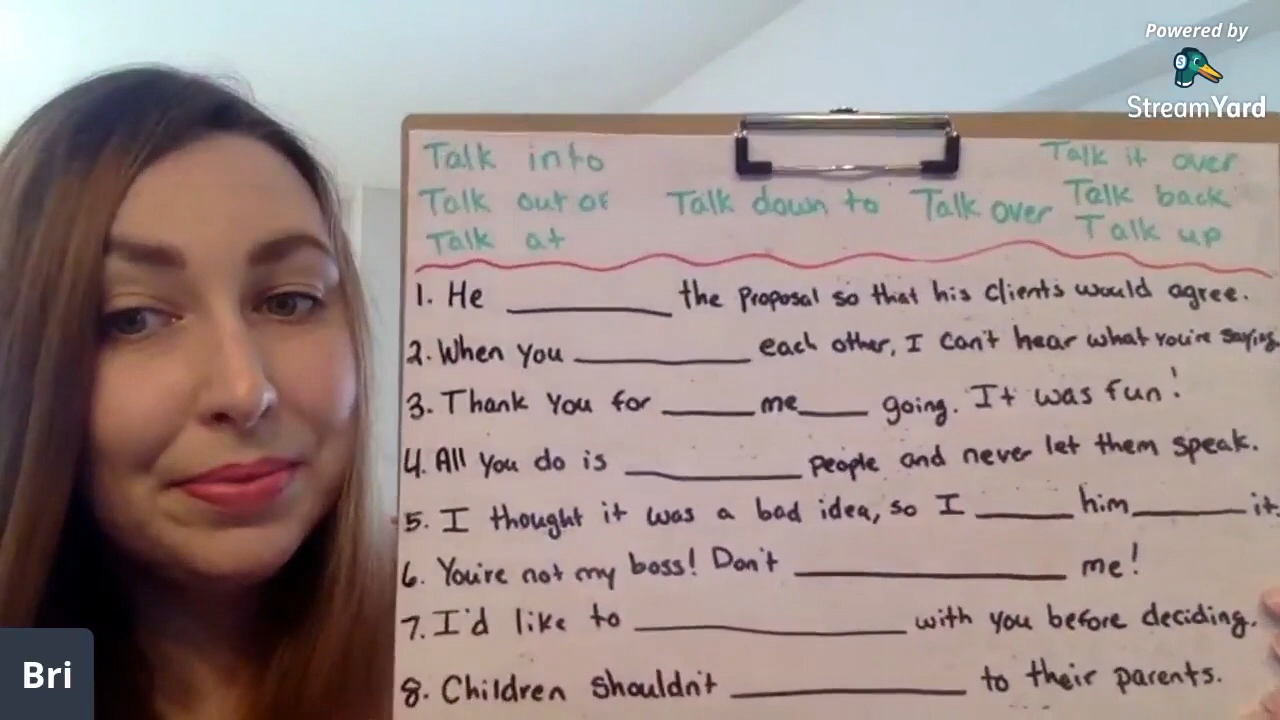 Powered by
StreamYard
Talk into
Talk out of
Talk at
Talk down to
Talk over
Talk it over
Talk back
Talk up
1. He ________ the proposal so that his clients would agree.
2. When you ________ each other, I can't hear what you're saying
3. Thank you for ____ me ____ going. It was fun!
4. All you do is ________ people and never let them speak.
5. I thought it was a bad idea, so I ____ him ____ it.
6. You're not my boss! Don't ________ me!
7. I'd like to ________ with you before deciding.
8. Children shouldn't ________ to their parents.
Bri